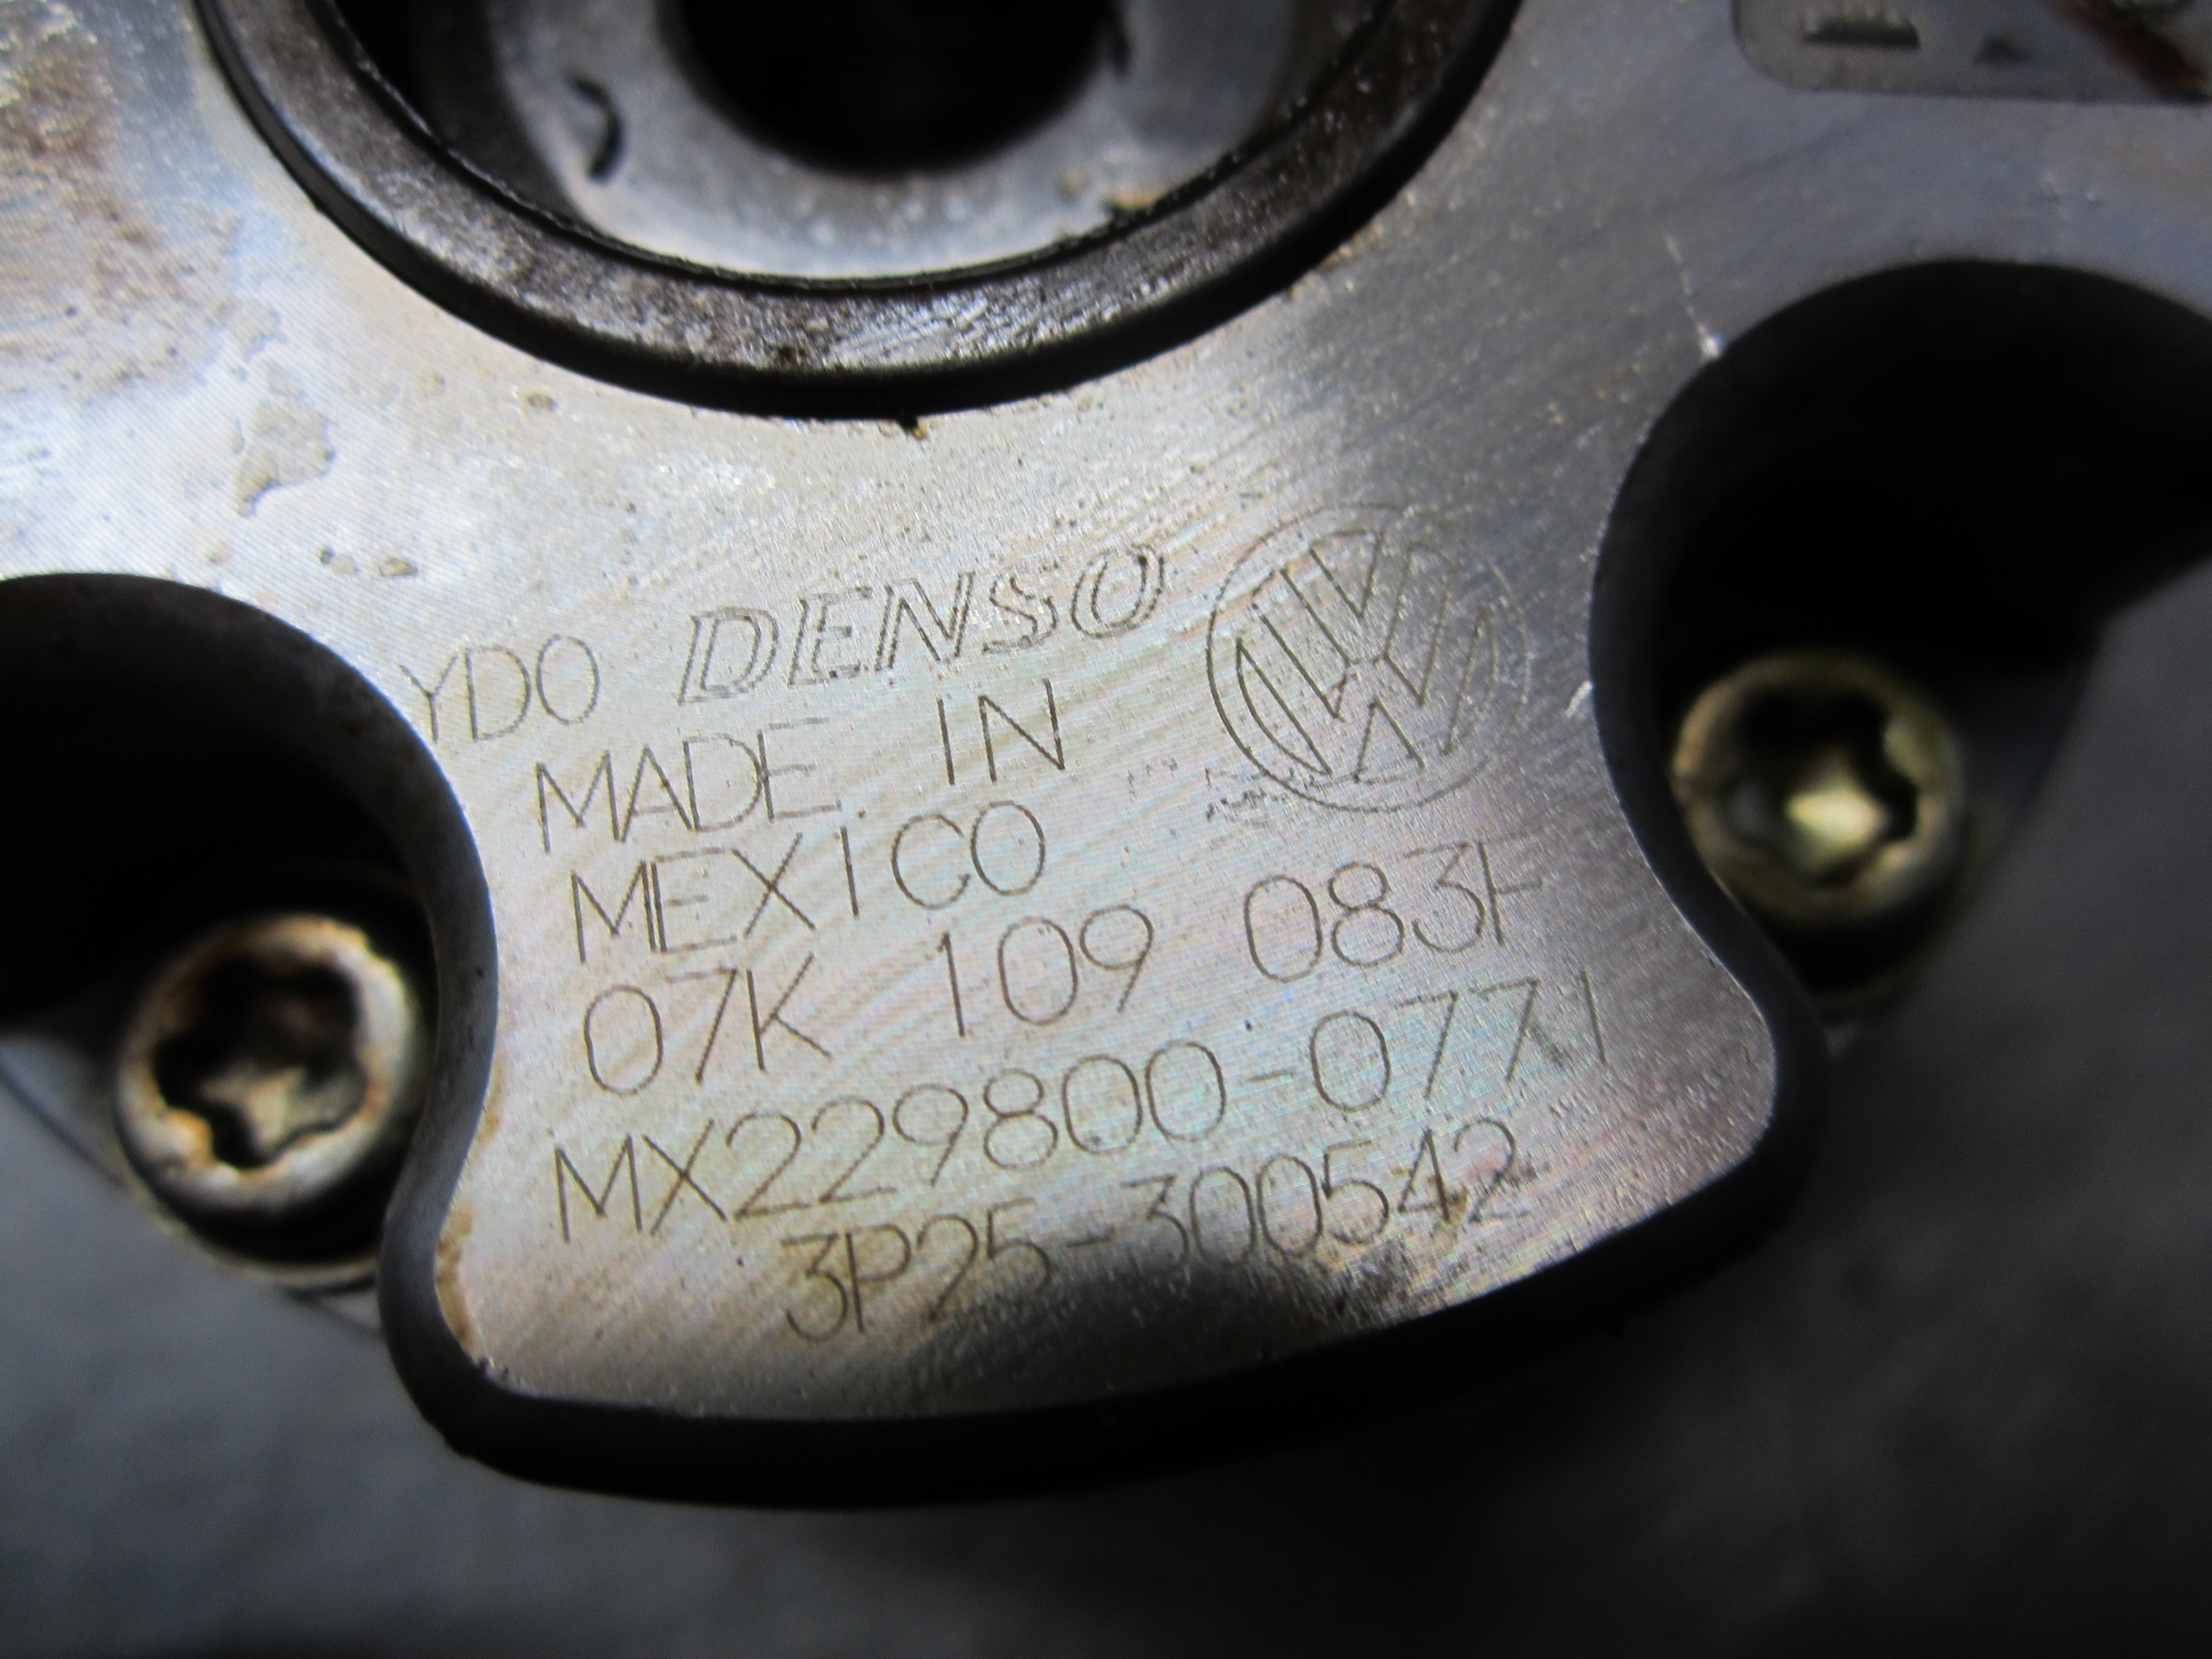 YDO DENSO
MADE IN
MEXICO
07K 109 083F
MX229800-0771
3P25-300542